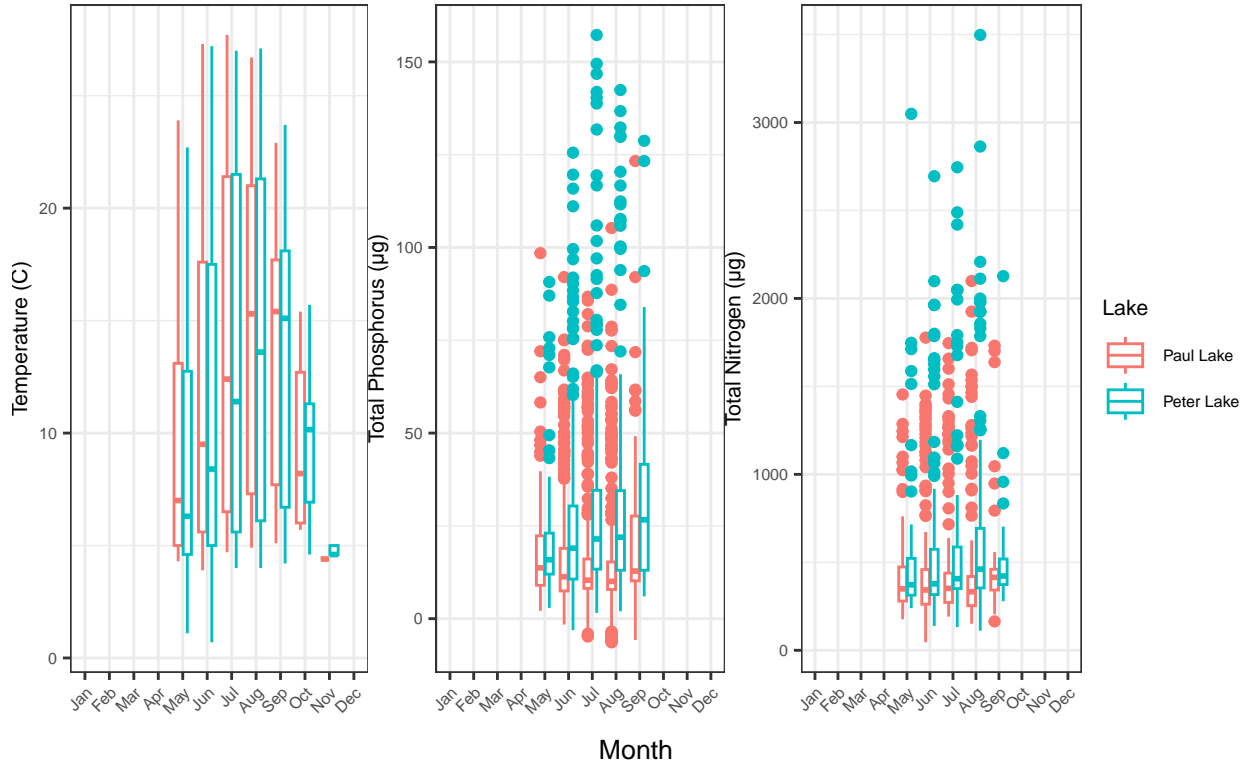 Temperature (C)
0
10
20
Jan
Feb
Mar
Apr
May
Jun
Jul
Aug
Sep
Oct
Nov
Dec
Total Phosphorus (µg)
0
50
100
150
Jan
Feb
Mar
Apr
May
Jun
Jul
Aug
Sep
Oct
Nov
Dec
Total Nitrogen (µg)
0
1000
2000
3000
Jan
Feb
Mar
Apr
May
Jun
Jul
Aug
Sep
Oct
Nov
Dec
Month
Lake
Paul Lake
Peter Lake